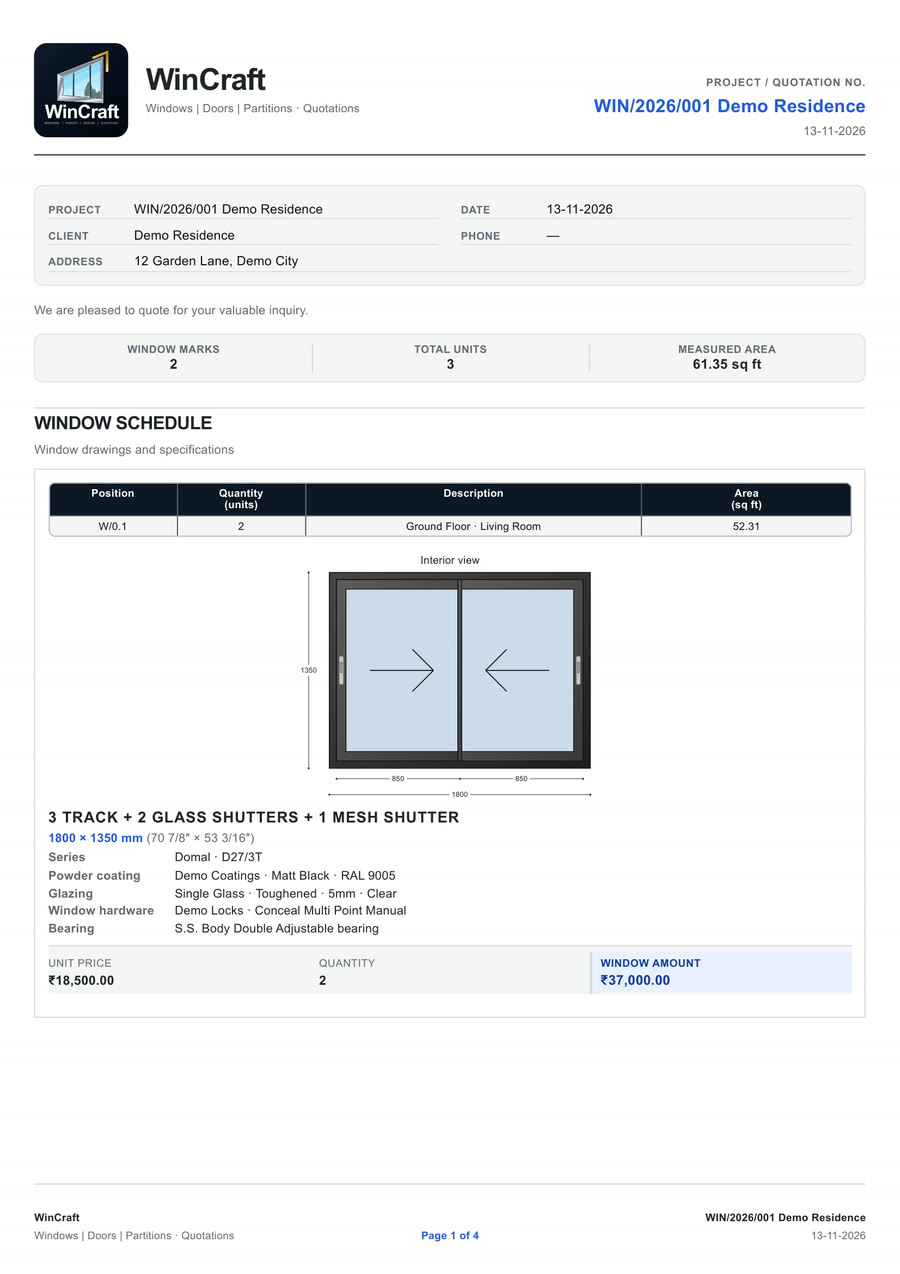 WinCraft
WinCraft
Windows | Doors | Partitions · Quotations
PROJECT / QUOTATION NO.
WIN/2026/001 Demo Residence
13-11-2026
PROJECT WIN/2026/001 Demo Residence DATE 13-11-2026
CLIENT Demo Residence PHONE —
ADDRESS 12 Garden Lane, Demo City
We are pleased to quote for your valuable inquiry.
WINDOW MARKS TOTAL UNITS MEASURED AREA
2 3 61.35 sq ft
WINDOW SCHEDULE
Window drawings and specifications
Position Quantity Description Area
(units) (sq ft)
W/0.1 2 Ground Floor · Living Room 52.31
Interior view
1350
850 850
1800
3 TRACK + 2 GLASS SHUTTERS + 1 MESH SHUTTER
1800 × 1350 mm (70 7/8″ × 53 3/16″)
Series Domal · D27/3T
Powder coating Demo Coatings · Matt Black · RAL 9005
Glazing Single Glass · Toughened · 5mm · Clear
Window hardware Demo Locks · Conceal Multi Point Manual
Bearing S.S. Body Double Adjustable bearing
UNIT PRICE QUANTITY WINDOW AMOUNT
₹18,500.00 2 ₹37,000.00
WinCraft WIN/2026/001 Demo Residence
Windows | Doors | Partitions · Quotations Page 1 of 4 13-11-2026